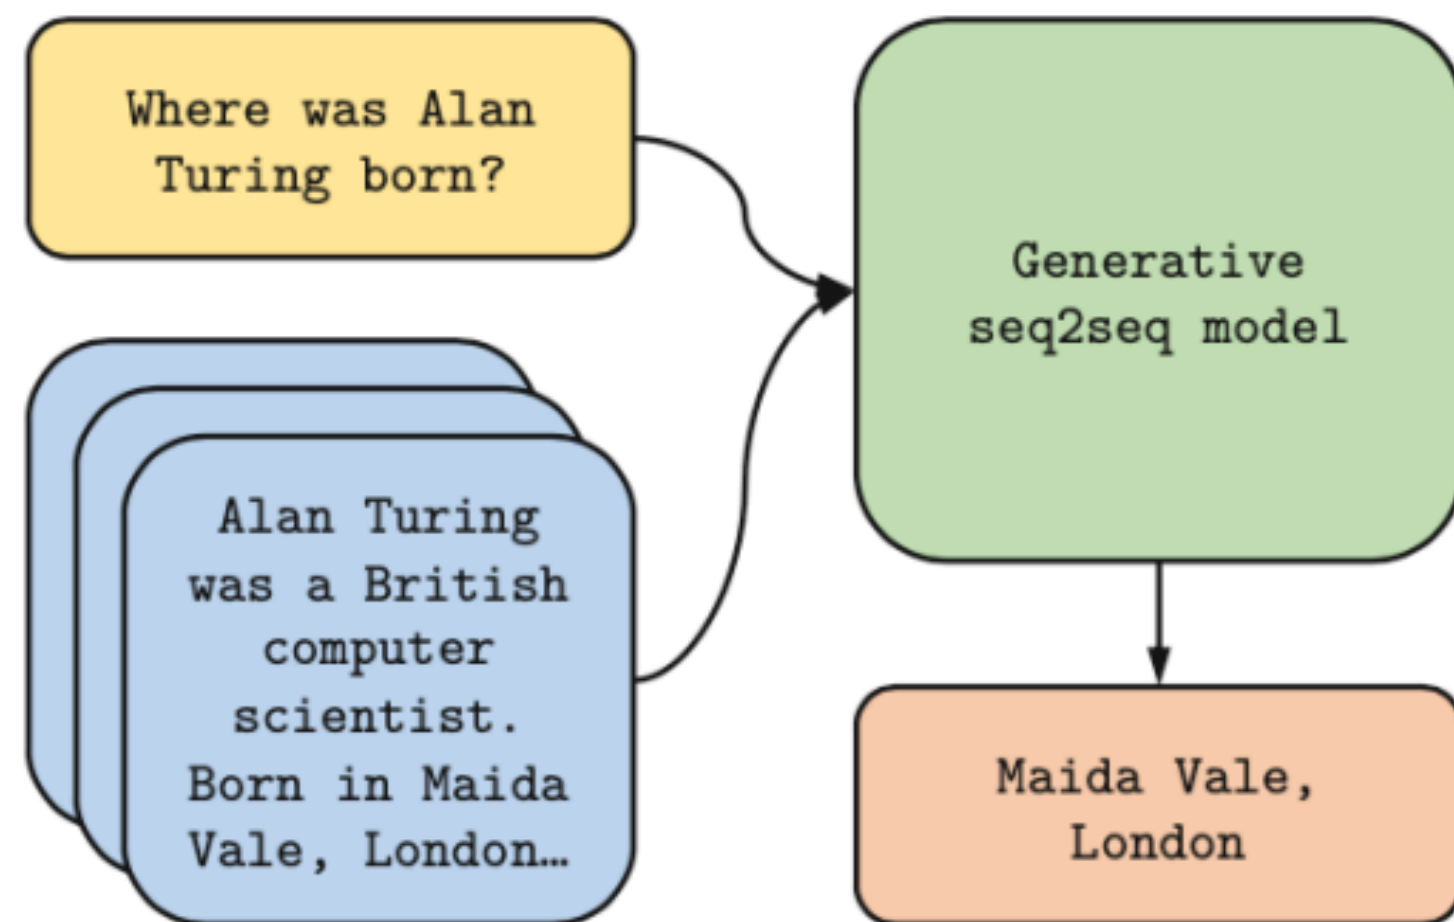 Where was Alan
Turing born?
Generative
seq2seq model
Alan Turing
was a British
computer
scientist.
Born in Maida
Vale, London…
Maida Vale,
London